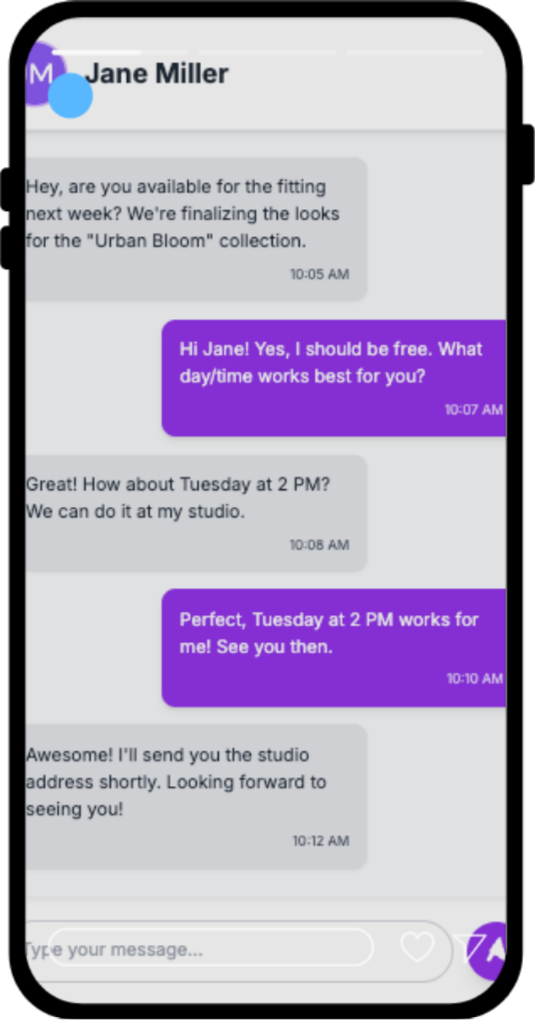 M
Jane Miller
Hey, are you available for the fitting
next week? We're finalizing the looks
for the "Urban Bloom" collection.
10:05 AM
Hi Jane! Yes, I should be free. What
day/time works best for you?
10:07 AM
Great! How about Tuesday at 2 PM?
We can do it at my studio.
10:08 AM
Perfect, Tuesday at 2 PM works for
me! See you then.
10:10 AM
Awesome! I'll send you the studio
address shortly. Looking forward to
seeing you!
10:12 AM
Type your message...